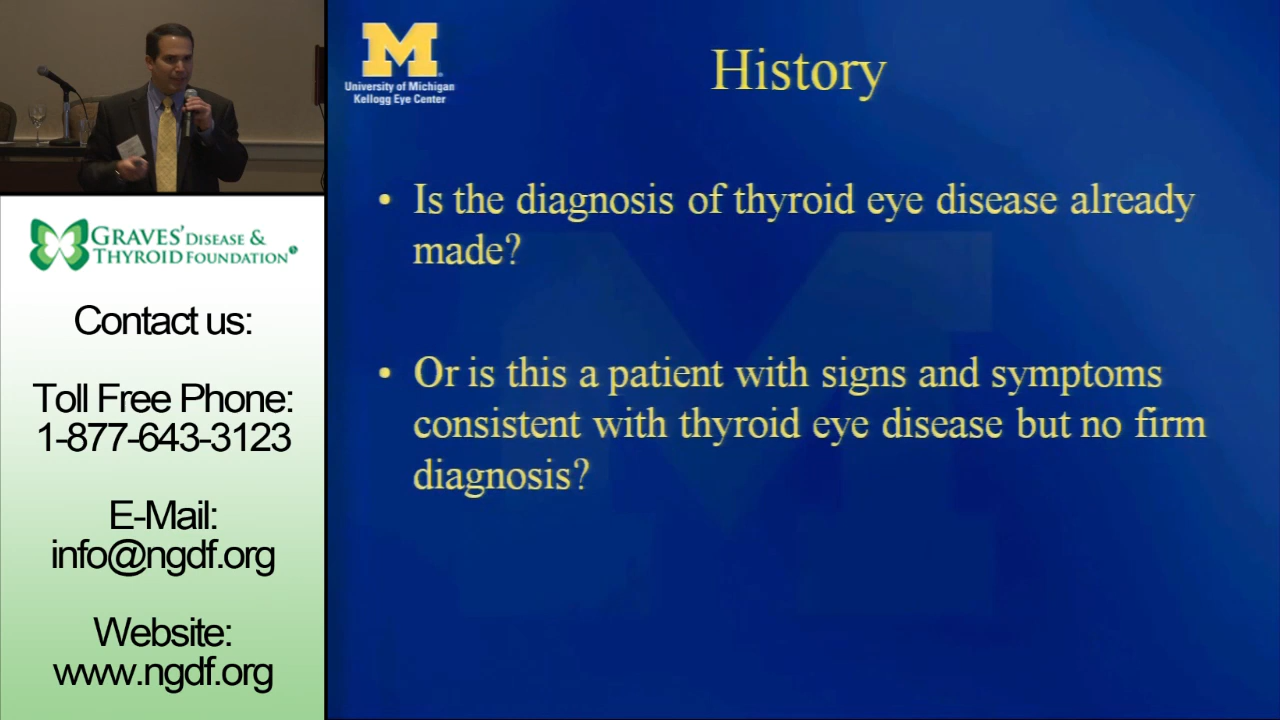 GRAVES' DISEASE &
THYROID FOUNDATION
Contact us:
Toll Free Phone:
1-877-643-3123
E-Mail:
info@ngdf.org
Website:
www.ngdf.org
M
University of Michigan
Kellogg Eye Center
History
• Is the diagnosis of thyroid eye disease already
made?
• Or is this a patient with signs and symptoms
consistent with thyroid eye disease but no firm
diagnosis?